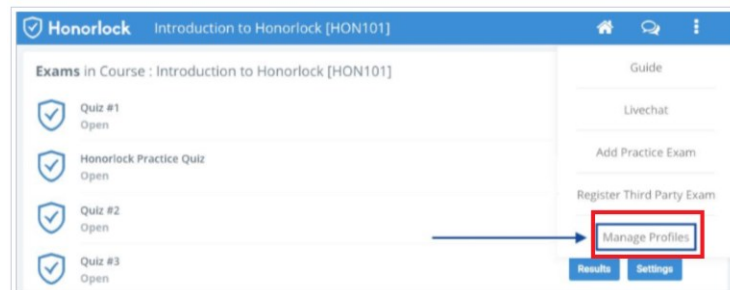 Honorlock Introduction to Honorlock [HON101]
Exams in Course : Introduction to Honorlock [HON101]
Quiz #1
Open
Honorlock Practice Quiz
Open
Quiz #2
Open
Quiz #3
Open
Guide
Livechat
Add Practice Exam
Register Third Party Exam
Manage Profiles
Results Settings